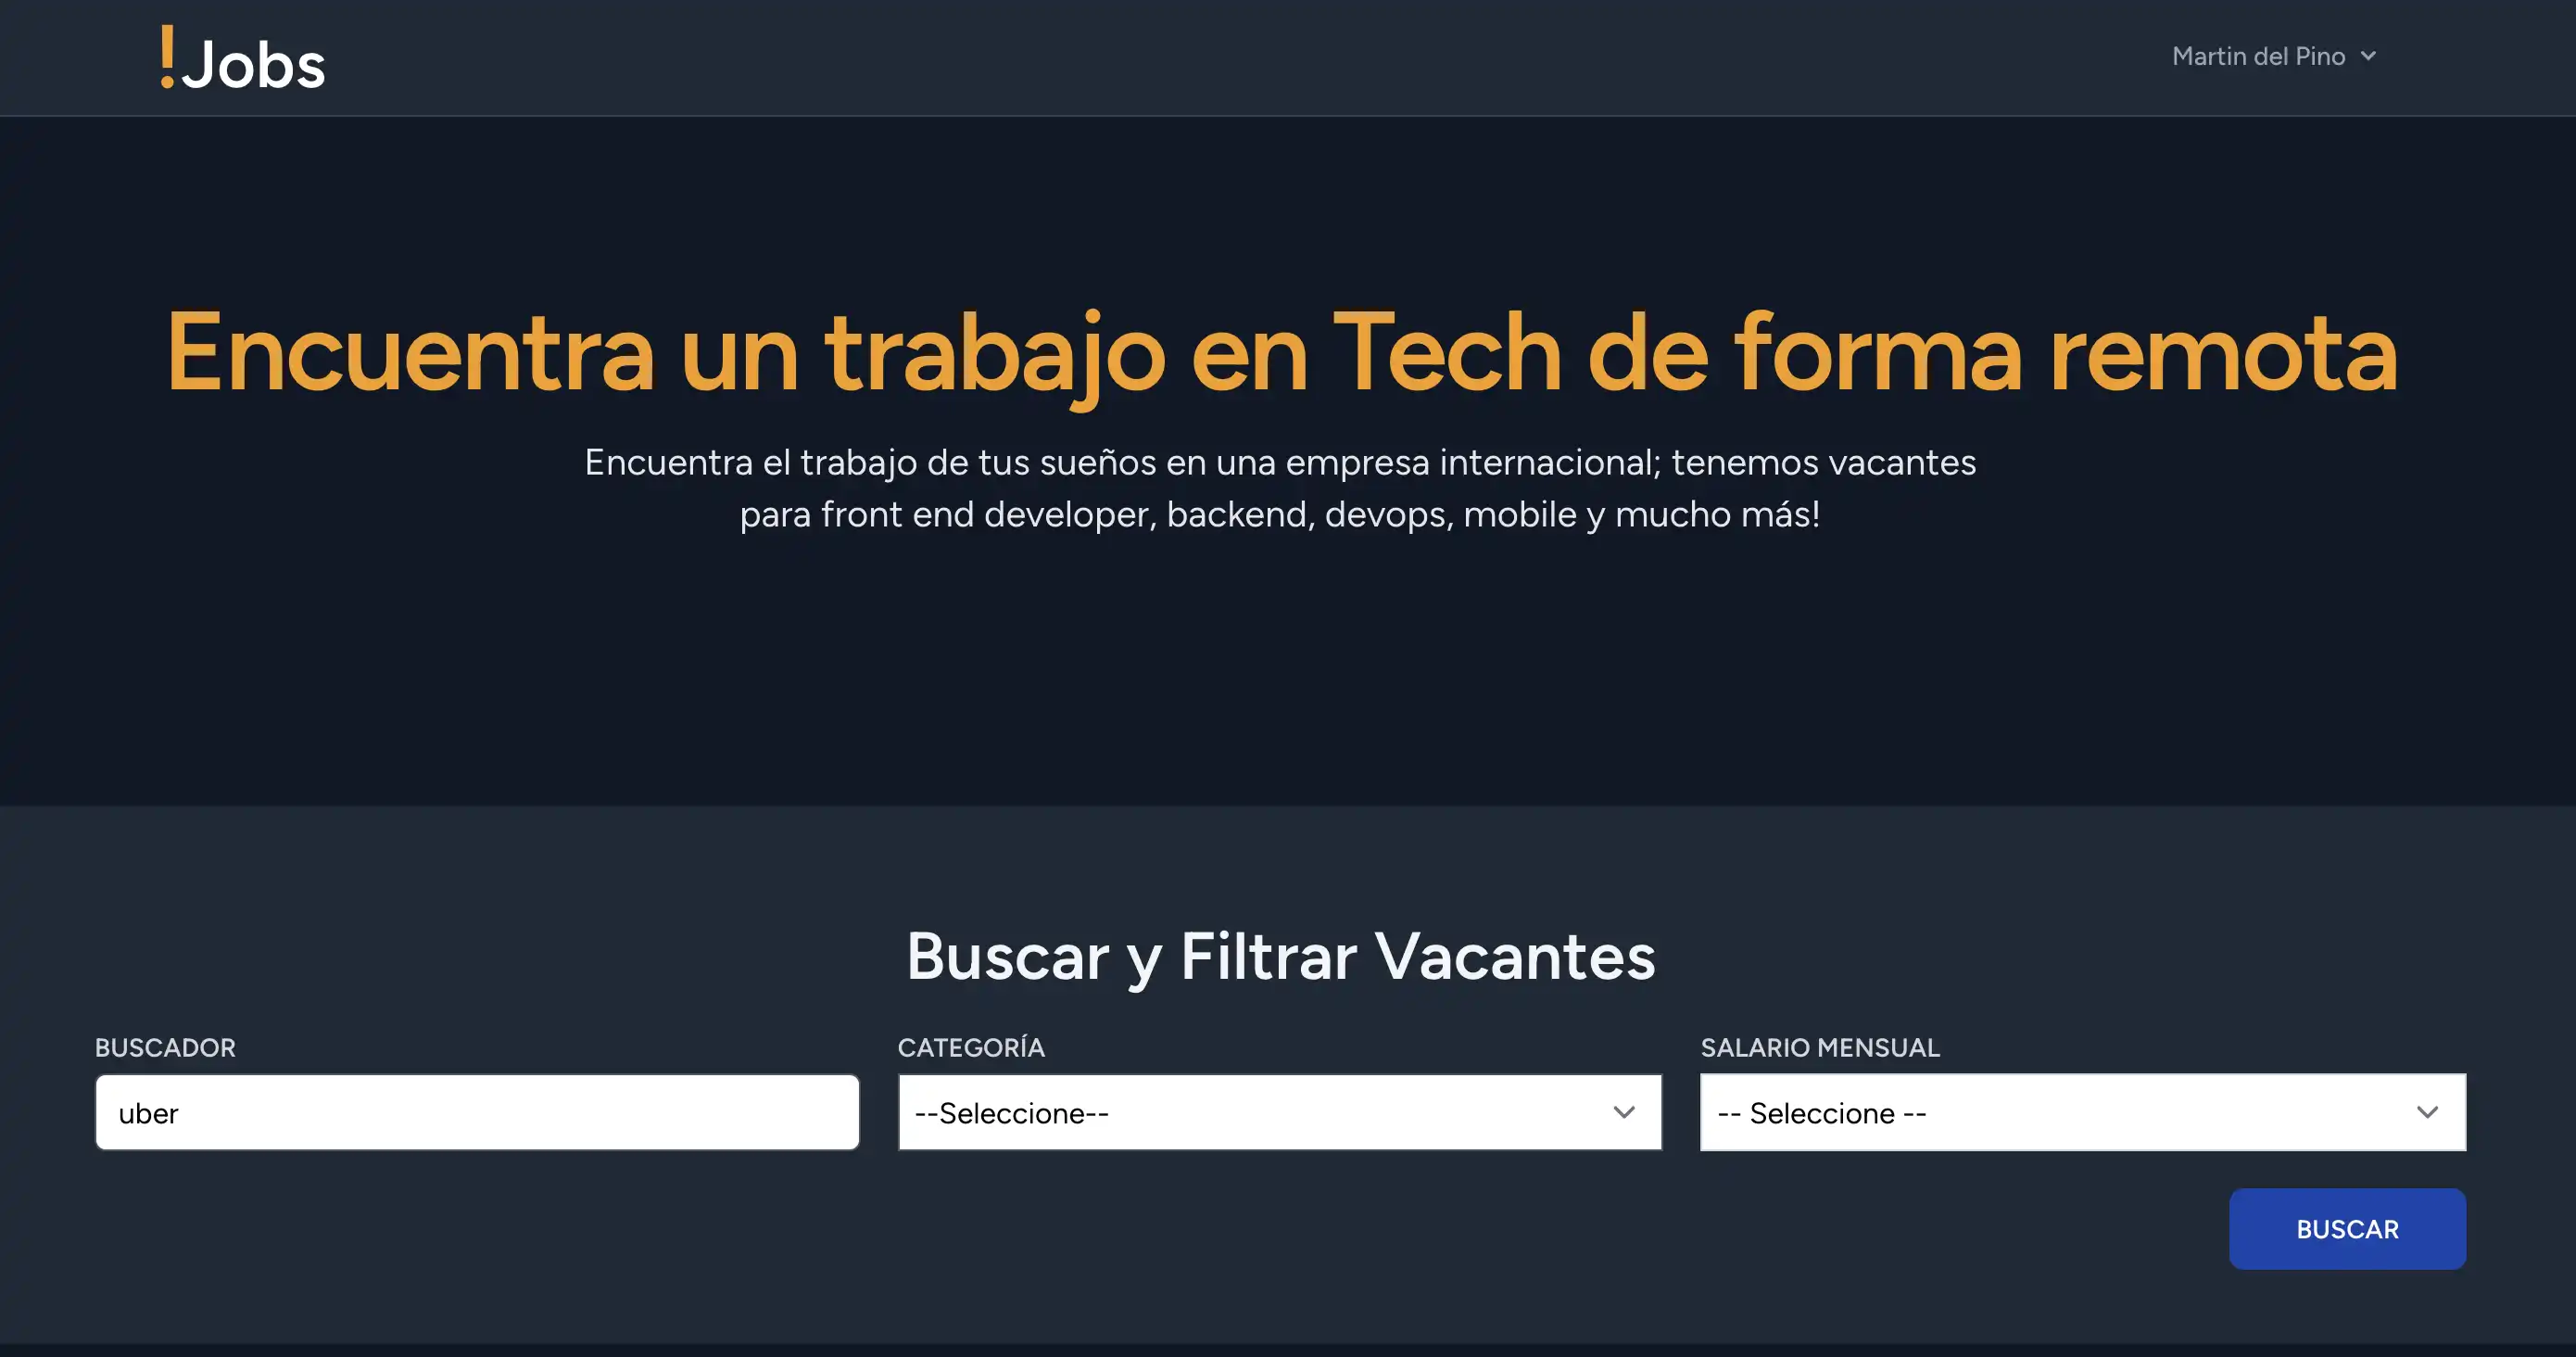 !Jobs
Martin del Pino
Encuentra un trabajo en Tech de forma remota
Encuentra el trabajo de tus sueños en una empresa internacional; tenemos vacantes
para front end developer, backend, devops, mobile y mucho más!
Buscar y Filtrar Vacantes
BUSCADOR
CATEGORÍA
SALARIO MENSUAL
uber
--Seleccione--
-- Seleccione --
BUSCAR